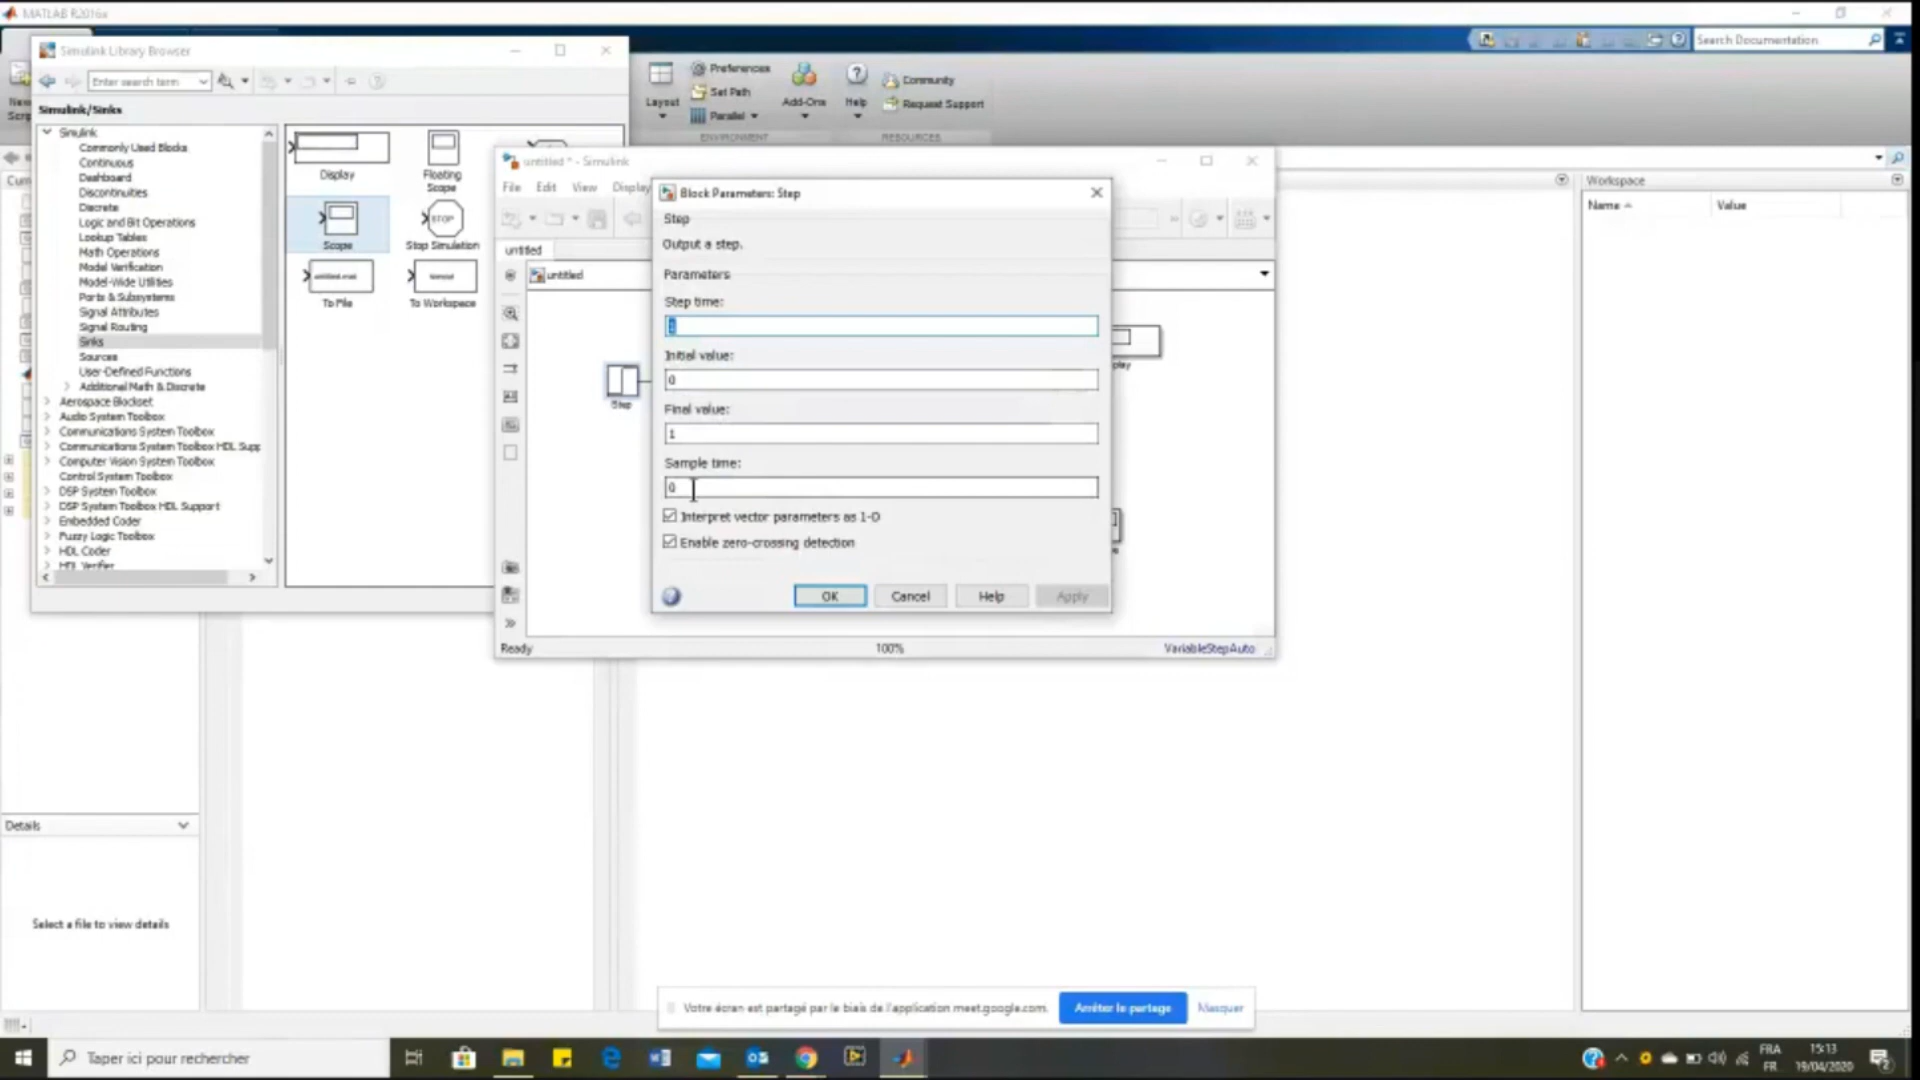 MATLAB R2016a
Simulink Library Browser
Enter search term
Search Documentation
Simulink/Sinks
Simulink
Commonly Used Blocks
Continuous
Dashboard
Discontinuities
Discrete
Logic and Bit Operations
Lookup Tables
Math Operations
Model Verification
Model-Wide Utilities
Ports & Subsystems
Signal Attributes
Signal Routing
Sinks
Sources
User-Defined Functions
Additional Math & Discrete
Aerospace Blockset
Audio System Toolbox
Communications System Toolbox
Communications System Toolbox HDL Supp
Computer Vision System Toolbox
Control System Toolbox
DSP System Toolbox
DSP System Toolbox HDL Support
Embedded Coder
Fuzzy Logic Toolbox
HDL Coder
HDL Verifier
Display
Floating
Scope
Scope
STOP
Stop Simulation
untitled.mat
To File
To Workspace
Layout
Preferences
Set Path
Parallel
Add-Ons
Help
Community
Request Support
ENVIRONMENT
RESOURCES
untitled * - Simulink
File Edit View Display
untitled
untitled
Step
Block Parameters: Step
Step
Output a step.
Parameters
Step time:
1
Initial value:
0
Final value:
1
Sample time:
0
Interpret vector parameters as 1-D
Enable zero-crossing detection
OK Cancel Help Apply
Ready
100%
VariableStepAuto
Workspace
Name
Value
Details
Select a file to view details
Votre écran est partagé par le biais de l'application meet.google.com.
Arrêter le partage
Masquer
Taper ici pour rechercher
FRA
FR
15:13
19/04/2020